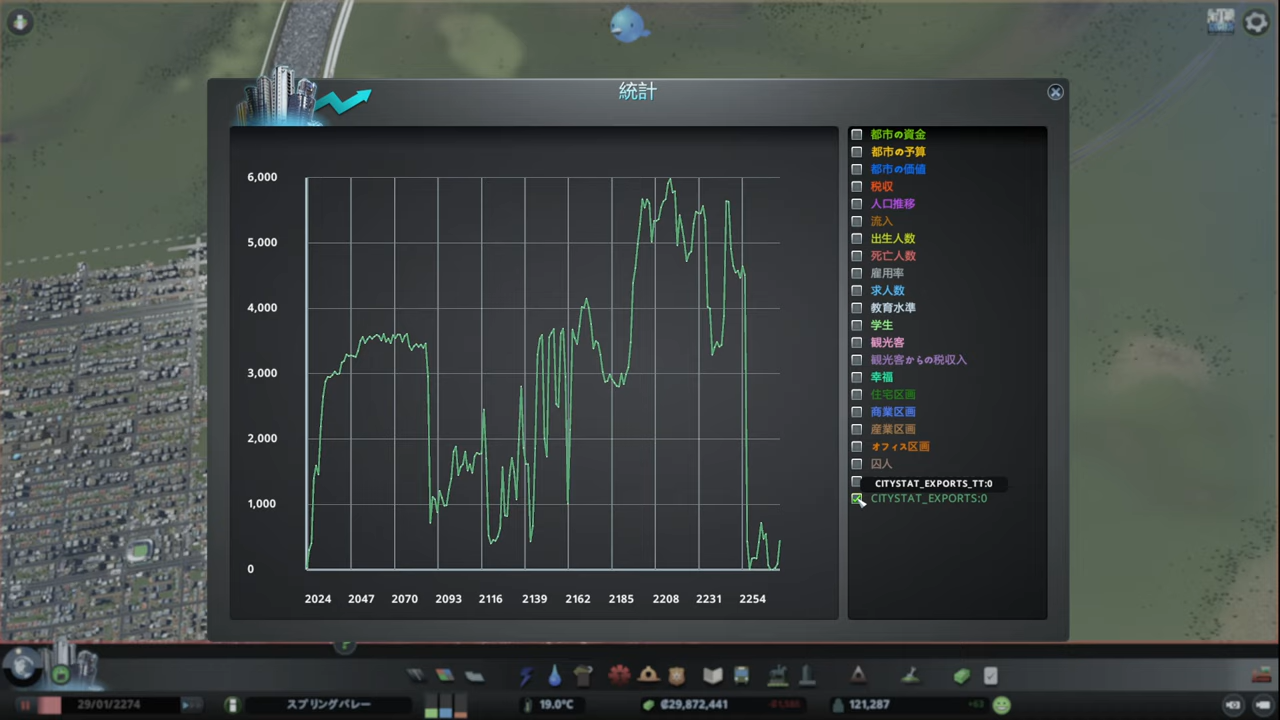 統計
6,000
5,000
4,000
3,000
2,000
1,000
0
2024 2047 2070 2093 2116 2139 2162 2185 2208 2231 2254
都市の資金
都市の予算
都市の価値
税収
人口推移
流入
出生人数
死亡人数
雇用率
求人数
教育水準
学生
観光客
観光客からの税収入
幸福
住宅区画
商業区画
産業区画
オフィス区画
囚人
CITYSTAT_EXPORTS_TT:0
CITYSTAT_EXPORTS:0
29/01/2274 スプリングバレー 19.0°C ₡29,872,441 121,287 +63